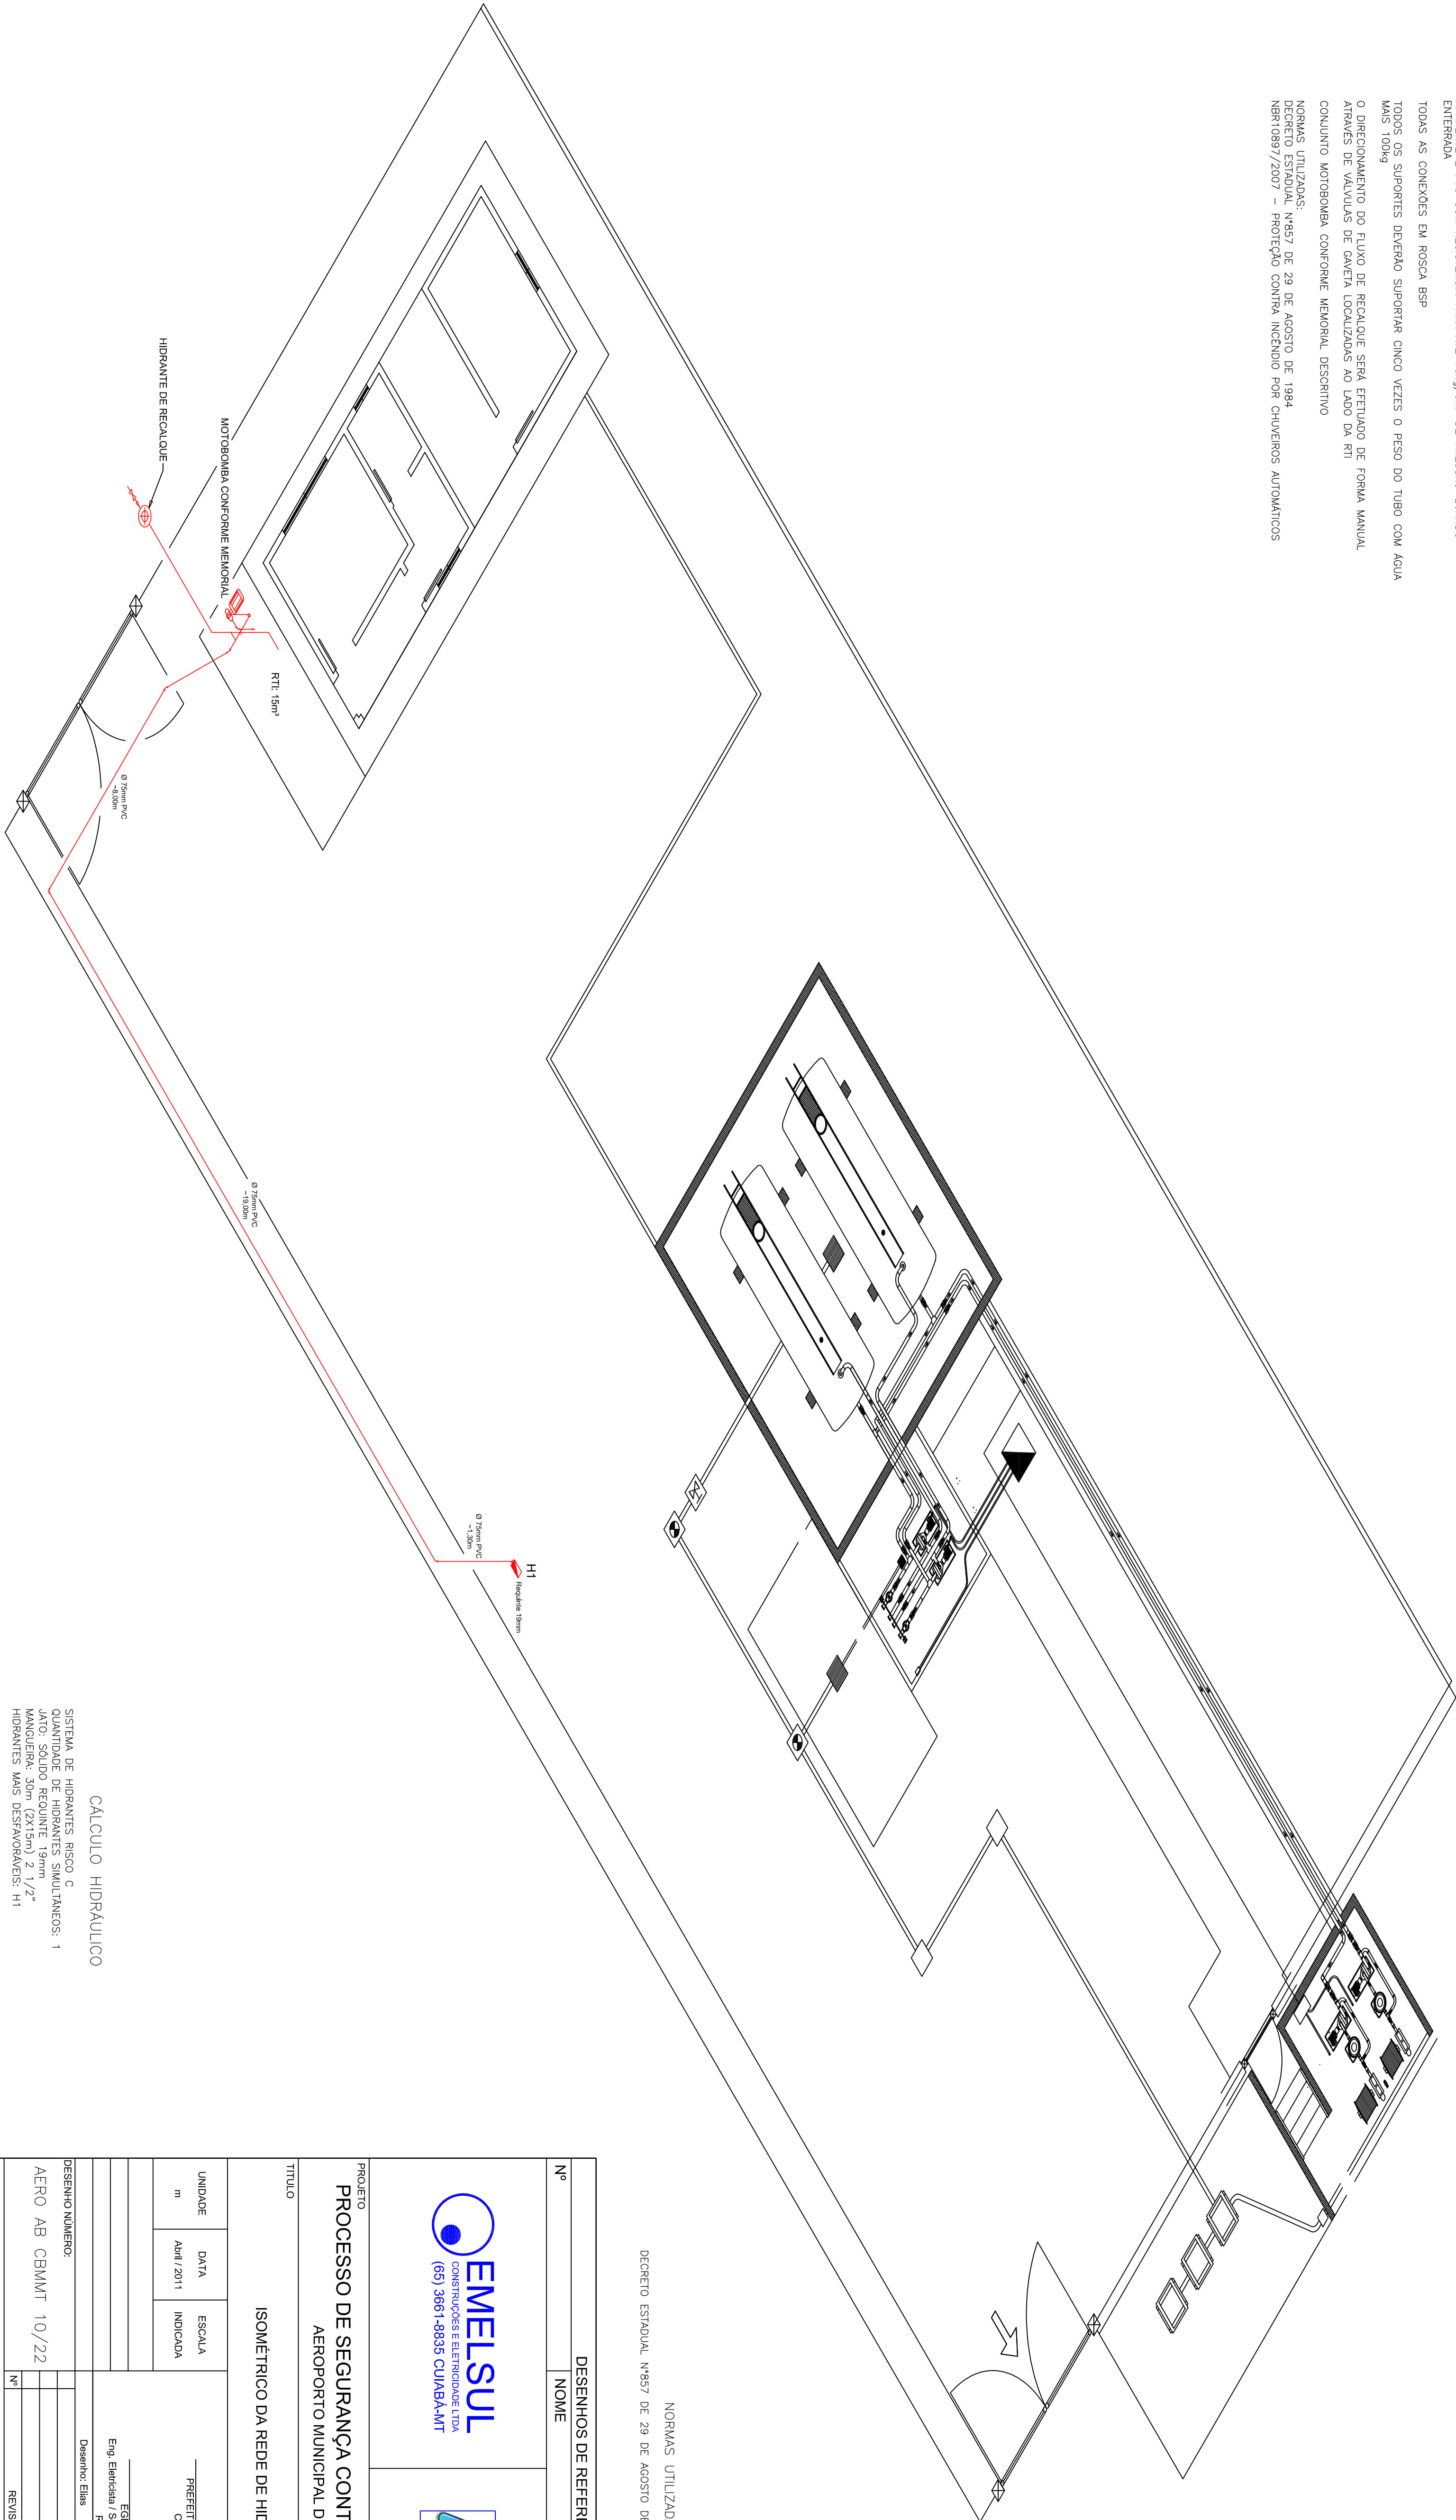 ENTERRADA
TODAS AS CONEXÕES EM ROSCA BSP
TODOS OS SUPORTES DEVERÃO SUPORTAR CINCO VEZES O PESO DO TUBO COM ÁGUA
MAIS 100kg
O DIRECIONAMENTO DO FLUXO DE RECALQUE SERÁ EFETUADO DE FORMA MANUAL
ATRAVÉS DE VÁLVULAS DE GAVETA LOCALIZADAS AO LADO DA RTI
CONJUNTO MOTOBOMBA CONFORME MEMORIAL DESCRITIVO
NORMAS UTILIZADAS:
DECRETO ESTADUAL N°857 DE 29 DE AGOSTO DE 1984
NBR10897/2007 – PROTEÇÃO CONTRA INCÊNDIO POR CHUVEIROS AUTOMÁTICOS
HIDRANTE DE RECALQUE
MOTOBOMBA CONFORME MEMORIAL
RTI: 15m³
Ø 75mm PVC
~8,00m
Ø 75mm PVC
~19,00m
Ø 75mm PVC
~1,30m
H1
Requinte 19mm
CÁLCULO HIDRÁULICO
SISTEMA DE HIDRANTES RISCO C
QUANTIDADE DE HIDRANTES SIMULTÂNEOS: 1
JATO: SÓLIDO REQUINTE 19mm
MANGUEIRA: 30m (2X15m) 2 1/2"
HIDRANTES MAIS DESFAVORÁVEIS: H1
NORMAS UTILIZAD
DECRETO ESTADUAL N°857 DE 29 DE AGOSTO DE
DESENHOS DE REFER
Nº
NOME
EMELSUL
CONSTRUÇÕES E ELETRICIDADE LTDA
(65) 3661-8835 CUIABÁ-MT
PROJETO
PROCESSO DE SEGURANÇA CONT
AEROPORTO MUNICIPAL D
TITULO
ISOMÉTRICO DA REDE DE HID
UNIDADE
m
DATA
Abril / 2011
ESCALA
INDICADA
PREFEIT
C
EGI
Eng. Eletricista / S
Desenho: Elias
DESENHO NÚMERO:
AERO AB CBMMT 10/22
Nº
REVIS